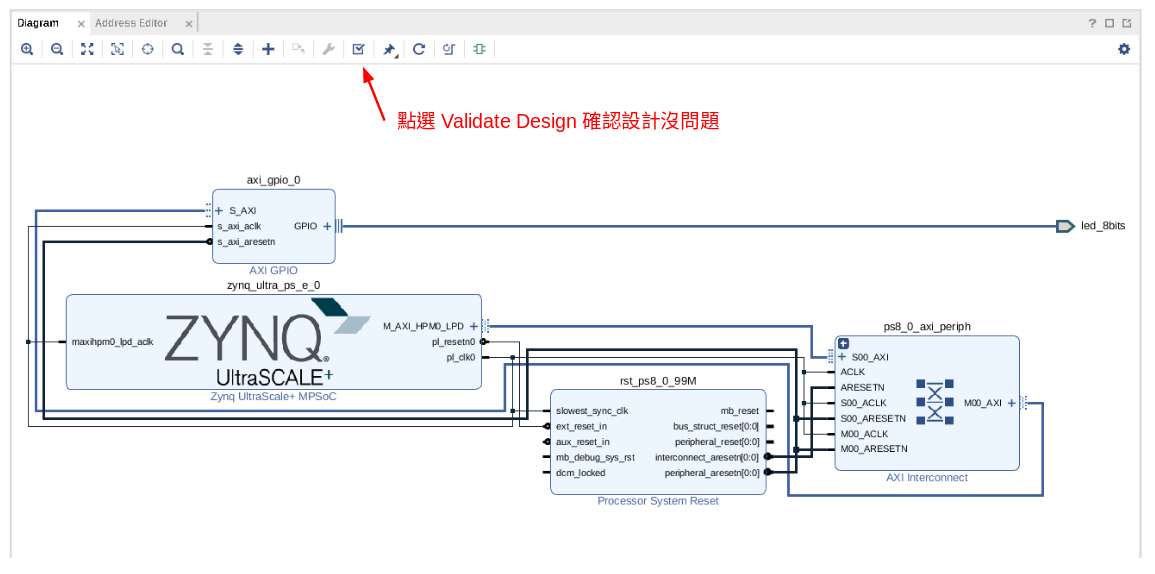 Diagram × Address Editor × ? 
點選 Validate Design 確認設計沒問題
axi_gpio_0
S_AXI
s_axi_aclk
s_axi_aresetn
GPIO
AXI GPIO
led_8bits
zynq_ultra_ps_e_0
maxihpm0_lpd_aclk
ZYNQ
UltraSCALE+
M_AXI_HPM0_LPD
pl_resetn0
pl_clk0
Zynq UltraScale+ MPSoC
rst_ps8_0_99M
slowest_sync_clk
ext_reset_in
aux_reset_in
mb_debug_sys_rst
dcm_locked
mb_reset
bus_struct_reset[0:0]
peripheral_reset[0:0]
interconnect_aresetn[0:0]
peripheral_aresetn[0:0]
Processor System Reset
ps8_0_axi_periph
S00_AXI
ACLK
ARESETN
S00_ACLK
S00_ARESETN
M00_ACLK
M00_ARESETN
M00_AXI
AXI Interconnect